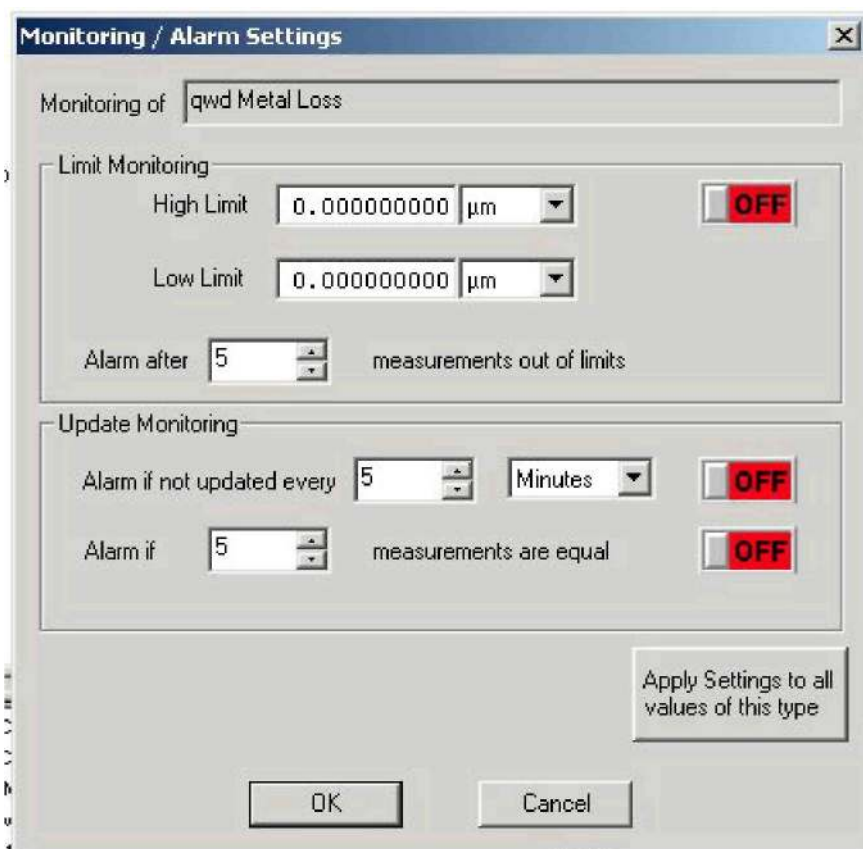 Monitoring / Alarm Settings
Monitoring of qwd Metal Loss
Limit Monitoring
High Limit 0.000000000 µm OFF
Low Limit 0.000000000 µm
Alarm after 5 measurements out of limits
Update Monitoring
Alarm if not updated every 5 Minutes OFF
Alarm if 5 measurements are equal OFF
Apply Settings to all
values of this type
OK Cancel